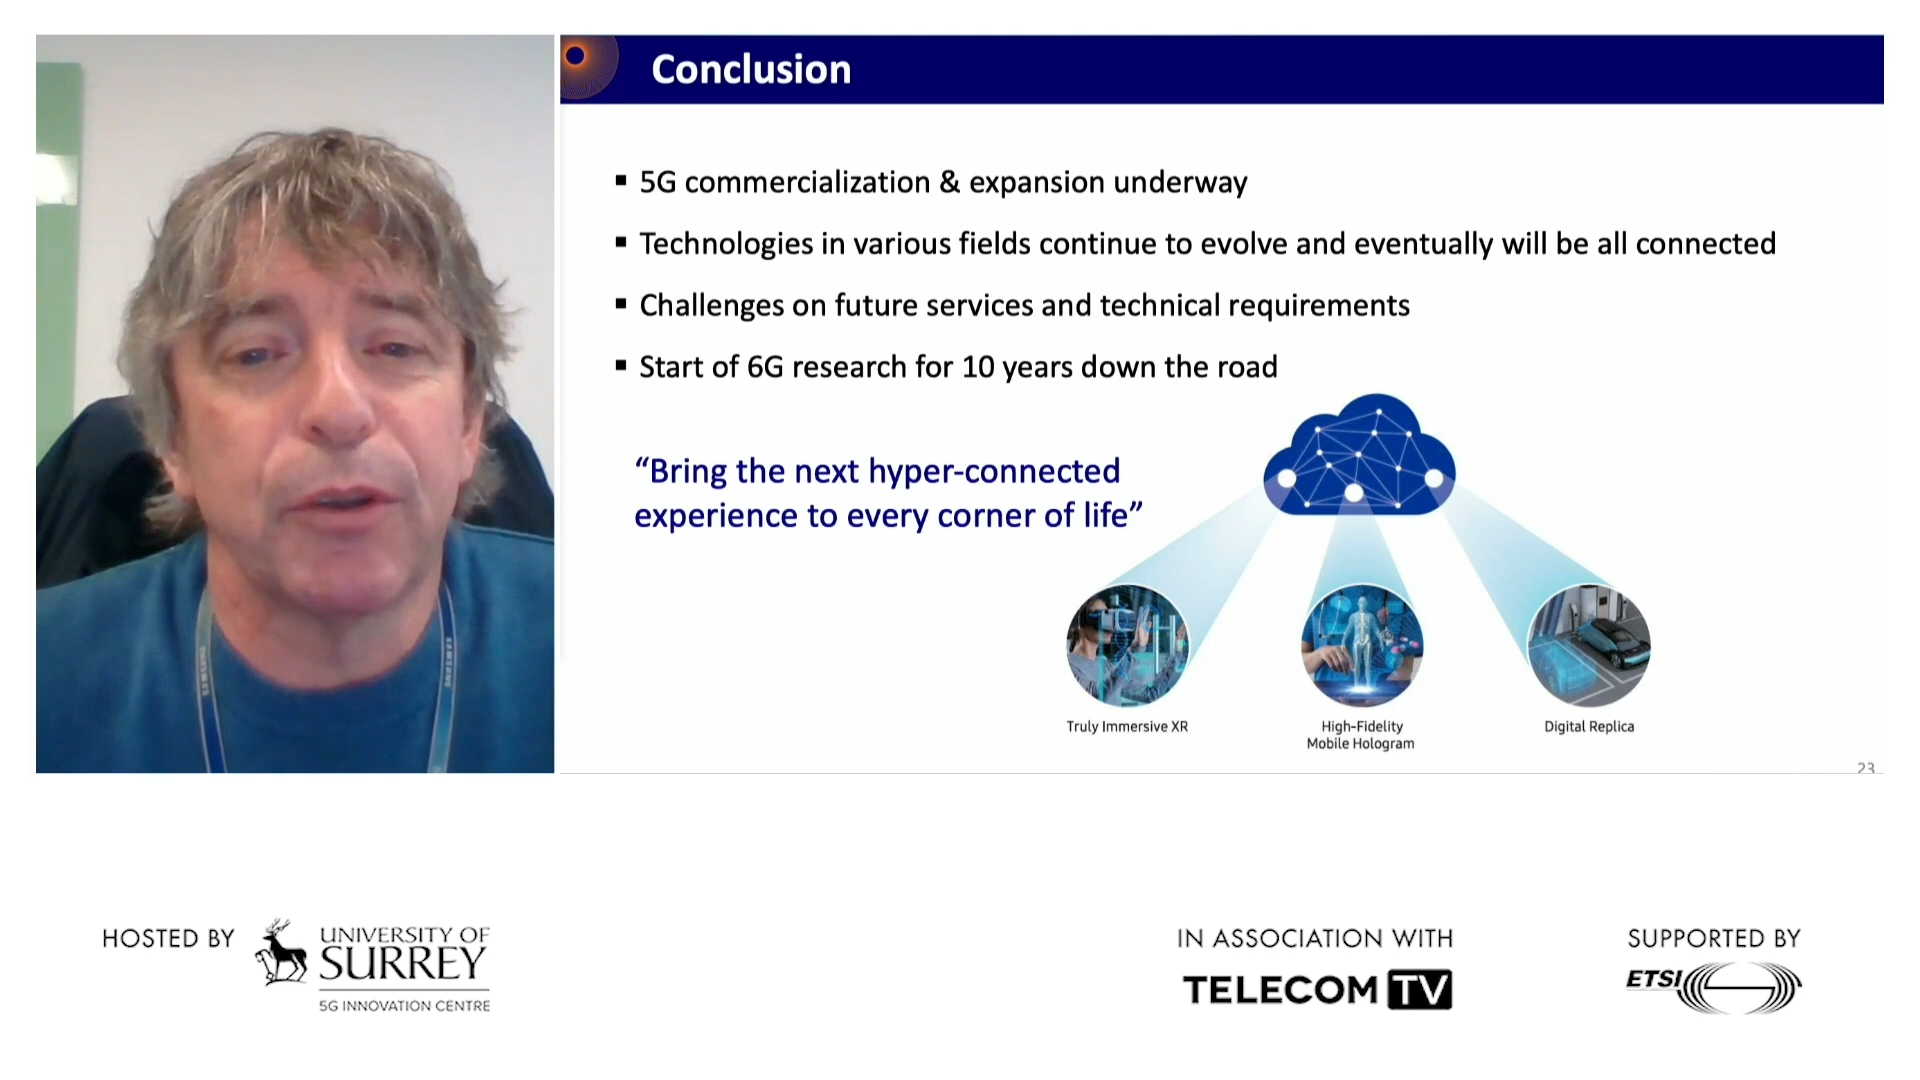 Conclusion
▪ 5G commercialization & expansion underway
▪ Technologies in various fields continue to evolve and eventually will be all connected
▪ Challenges on future services and technical requirements
▪ Start of 6G research for 10 years down the road
“Bring the next hyper-connected
experience to every corner of life”
Truly Immersive XR
High-Fidelity
Mobile Hologram
Digital Replica
23
SAMSUNG
SAMSUNG
HOSTED BY
UNIVERSITY OF
SURREY
5G INNOVATION CENTRE
IN ASSOCIATION WITH
TELECOM TV
SUPPORTED BY
ETSI